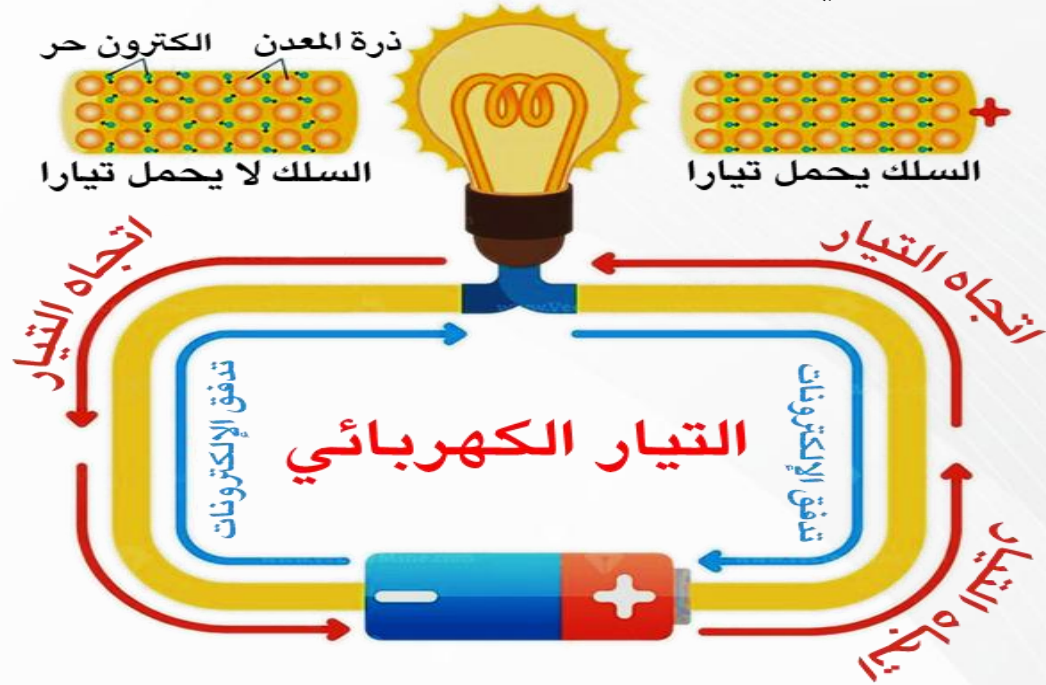 ذرة المعدن
الكترون حر
السلك يحمل تيارا
السلك لا يحمل تيارا
اتجاه التيار
اتجاه التيار
تدفق الإلكترونات
تدفق الإلكترونات
التيار الكهربائي
اتجاه التيار